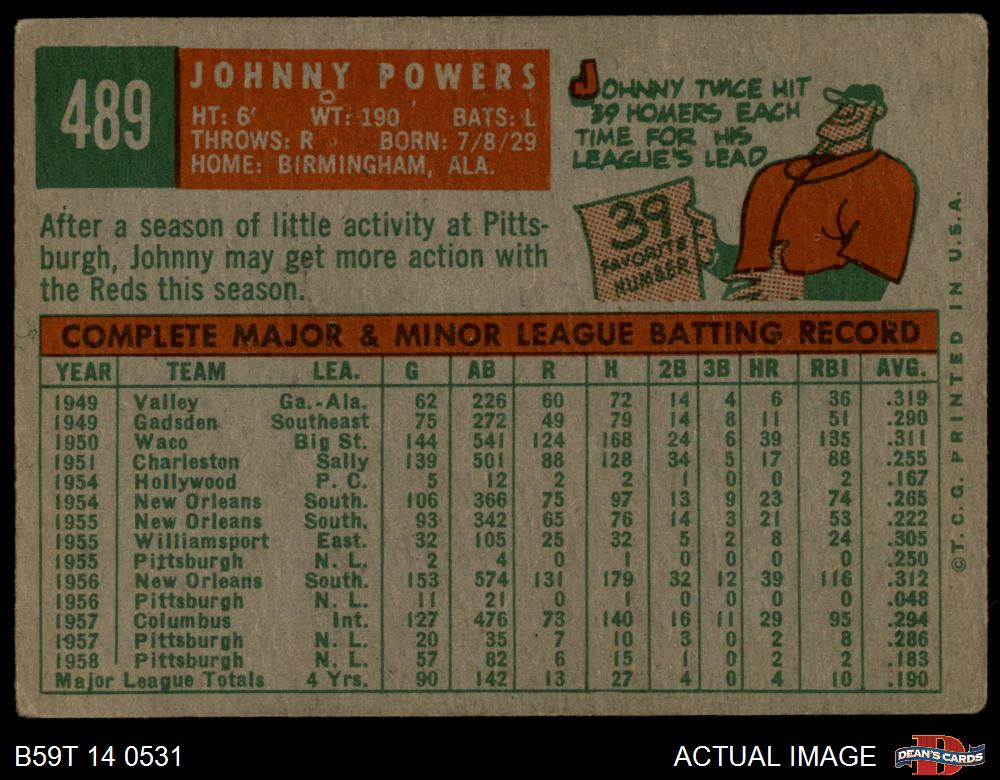 489
JOHNNY POWERS
HT: 6' WT: 190 BATS: L
THROWS: R BORN: 7/8/29
HOME: BIRMINGHAM, ALA.
JOHNNY TWICE HIT
39 HOMERS EACH
TIME FOR HIS
LEAGUE'S LEAD
39
FAVORITE
NUMBER
After a season of little activity at Pitts-
burgh, Johnny may get more action with
the Reds this season.
COMPLETE MAJOR & MINOR LEAGUE BATTING RECORD
YEAR TEAM LEA. G AB R H 2B 3B HR RBI AVG.
1949 Valley Ga.-Ala. 62 226 60 72 14 4 6 36 .319
1949 Gadsden Southeast 75 272 49 79 14 8 11 51 .290
1950 Waco Big St. 144 541 124 168 24 6 39 135 .311
1951 Charleston Sally 139 501 88 128 34 5 17 88 .255
1954 Hollywood P. C. 5 12 2 2 1 0 0 2 .167
1954 New Orleans South. 106 366 75 97 13 9 23 74 .265
1955 New Orleans South. 93 342 65 76 14 3 21 53 .222
1955 Williamsport East. 32 105 25 32 5 2 8 24 .305
1955 Pittsburgh N. L. 2 4 0 1 0 0 0 0 .250
1956 New Orleans South. 153 574 131 179 32 12 39 116 .312
1956 Pittsburgh N. L. 11 21 0 1 0 0 0 0 .048
1957 Columbus Int. 127 476 73 140 16 11 29 95 .294
1957 Pittsburgh N. L. 20 35 7 10 3 0 2 8 .286
1958 Pittsburgh N. L. 57 82 6 15 1 0 2 2 .183
Major League Totals 4 Yrs. 90 142 13 27 4 0 4 10 .190
©T. C. G. PRINTED IN U.S.A.
B59T 14 0531
ACTUAL IMAGE
DEAN'S CARDS